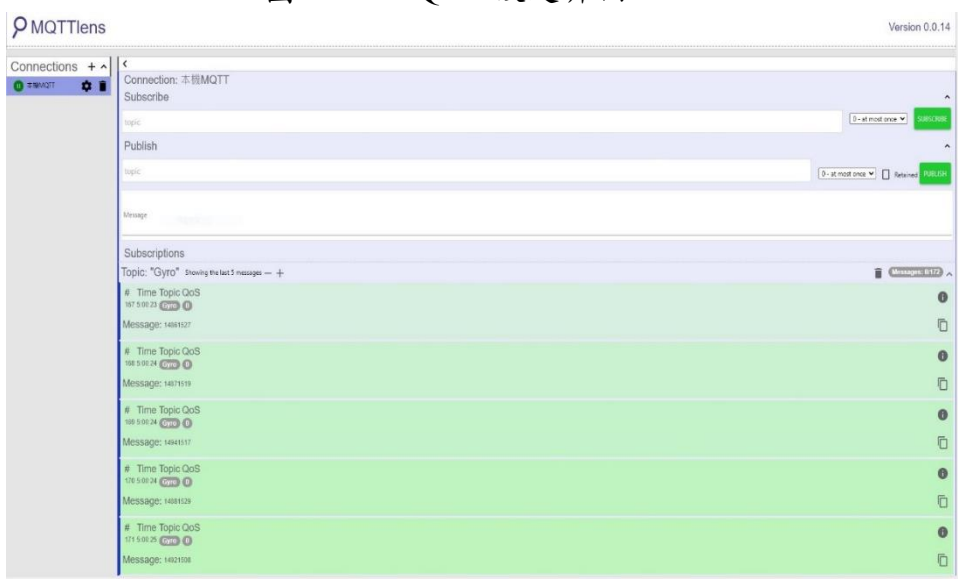 MQTTlens
Version 0.0.14
Connections
本機MQTT
Connection: 本機MQTT
Subscribe
topic
0 - at most once
SUBSCRIBE
Publish
topic
0 - at most once
Retained
PUBLISH
Message
Subscriptions
Topic: "Gyro" Showing the last 5 messages — +
Messages: 0/172
# Time Topic QoS
167 5:00:23 Gyro 0
Message: 14861527
# Time Topic QoS
168 5:00:24 Gyro 0
Message: 14871519
# Time Topic QoS
169 5:00:24 Gyro 0
Message:
# Time Topic QoS
170 5:00:24 Gyro 0
Message:
# Time Topic QoS
171 5:00:25 Gyro 0
Message: